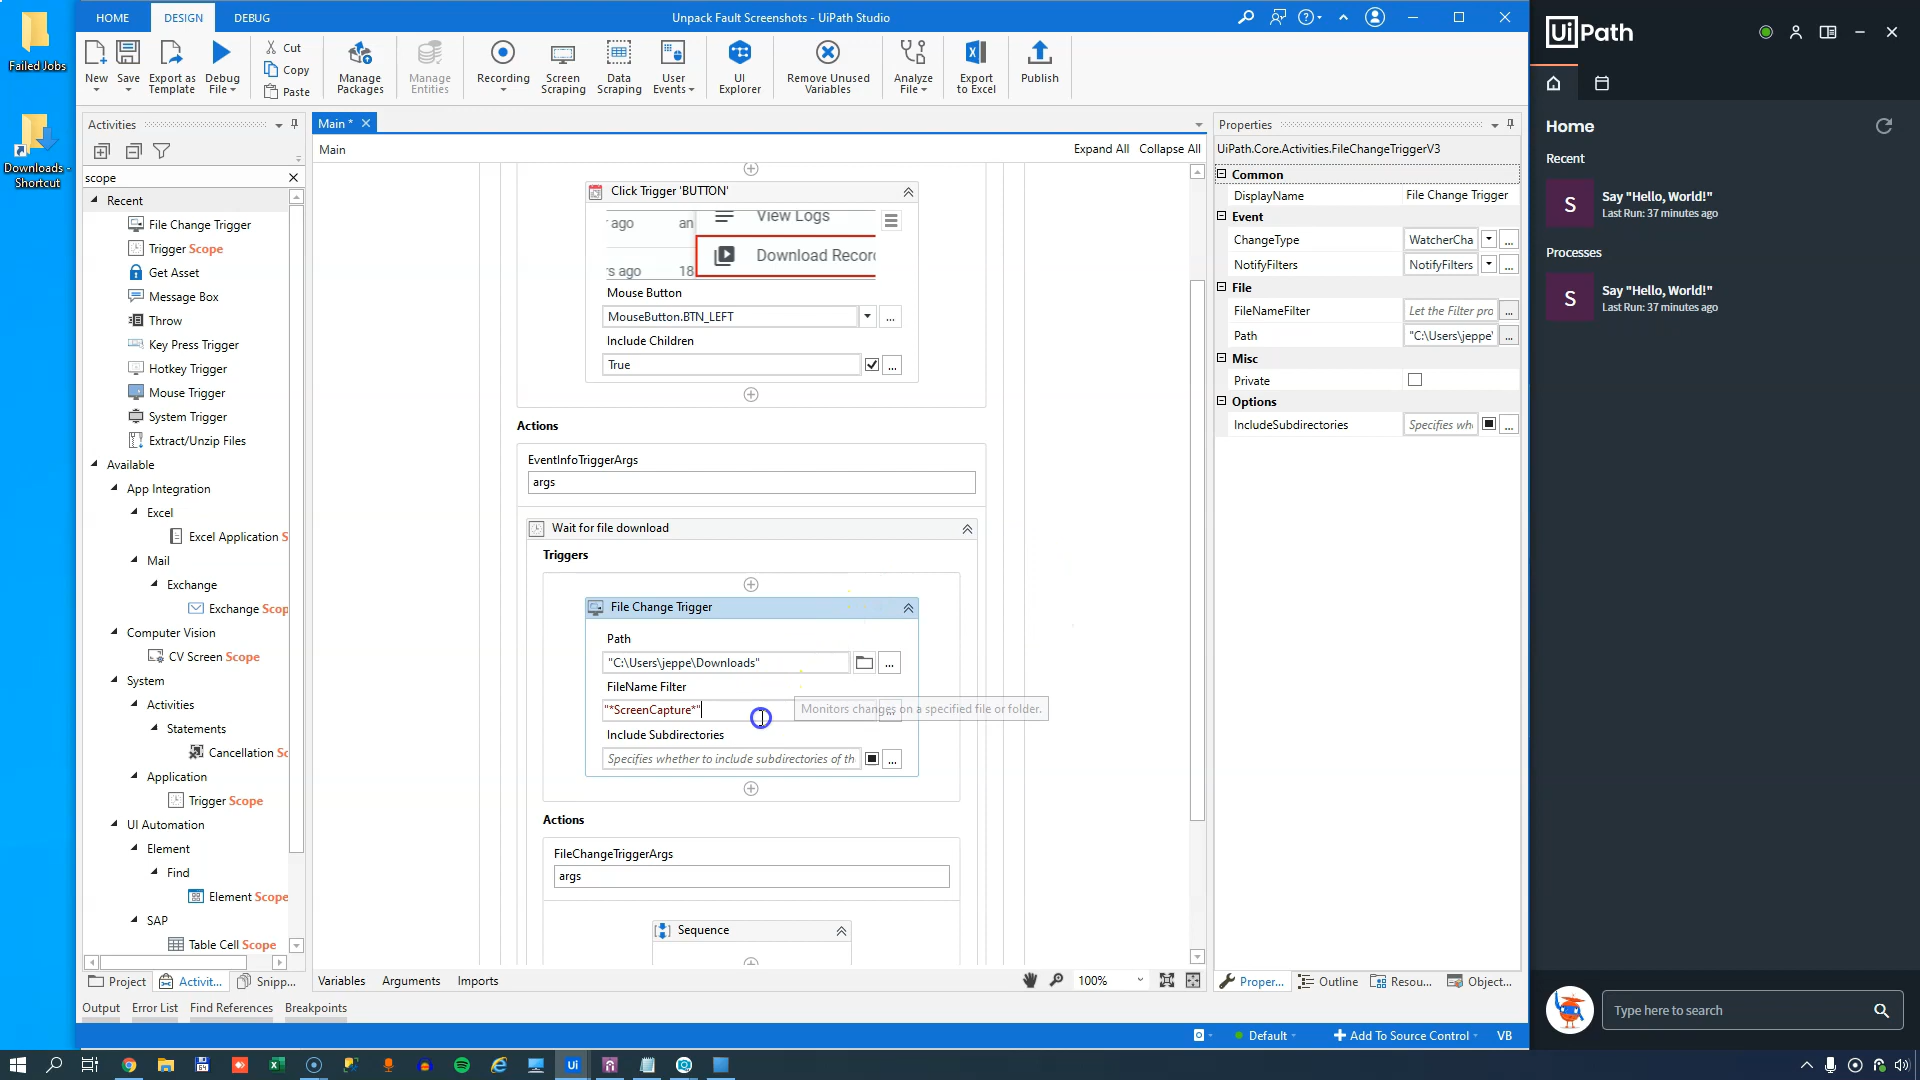 Failed Jobs
Downloads -
Shortcut
HOME
DESIGN
DEBUG
Unpack Fault Screenshots - UiPath Studio
New
Save
Export as
Template
Debug
File
Cut
Copy
Paste
Manage
Packages
Manage
Entities
Recording
Screen
Scraping
Data
Scraping
User
Events
UI
Explorer
Remove Unused
Variables
Analyze
File
Export
to Excel
Publish
Activities
scope
Recent
File Change Trigger
Trigger Scope
Get Asset
Message Box
Throw
Key Press Trigger
Hotkey Trigger
Mouse Trigger
System Trigger
Extract/Unzip Files
Available
App Integration
Excel
Excel Application S
Mail
Exchange
Exchange Scop
Computer Vision
CV Screen Scope
System
Activities
Statements
Cancellation Sc
Application
Trigger Scope
UI Automation
Element
Find
Element Scope
SAP
Table Cell Scope
Project
Activit...
Snipp...
Output
Error List
Find References
Breakpoints
Main *
Main
Expand All
Collapse All
Click Trigger 'BUTTON'
ago
an
View Logs
Download Record
's ago
18
Mouse Button
MouseButton.BTN_LEFT
...
Include Children
True
...
Actions
EventInfoTriggerArgs
args
Wait for file download
Triggers
File Change Trigger
Path
"C:\Users\jeppe\Downloads"
...
FileName Filter
"*ScreenCapture*"
Monitors changes on a specified file or folder.
Include Subdirectories
Specifies whether to include subdirectories of th
...
Actions
FileChangeTriggerArgs
args
Sequence
Variables
Arguments
Imports
100%
Properties
UiPath.Core.Activities.FileChangeTriggerV3
Common
DisplayName
File Change Trigger
Event
ChangeType
WatcherCha
...
NotifyFilters
NotifyFilters
...
File
FileNameFilter
Let the Filter pro
...
Path
"C:\Users\jeppe'
...
Misc
Private
Options
IncludeSubdirectories
Specifies whe
...
Proper...
Outline
Resou...
Object...
Default
Add To Source Control
VB
UiPath
Home
Recent
S
Say "Hello, World!"
Last Run: 37 minutes ago
Processes
S
Say "Hello, World!"
Last Run: 37 minutes ago
Type here to search
Ui